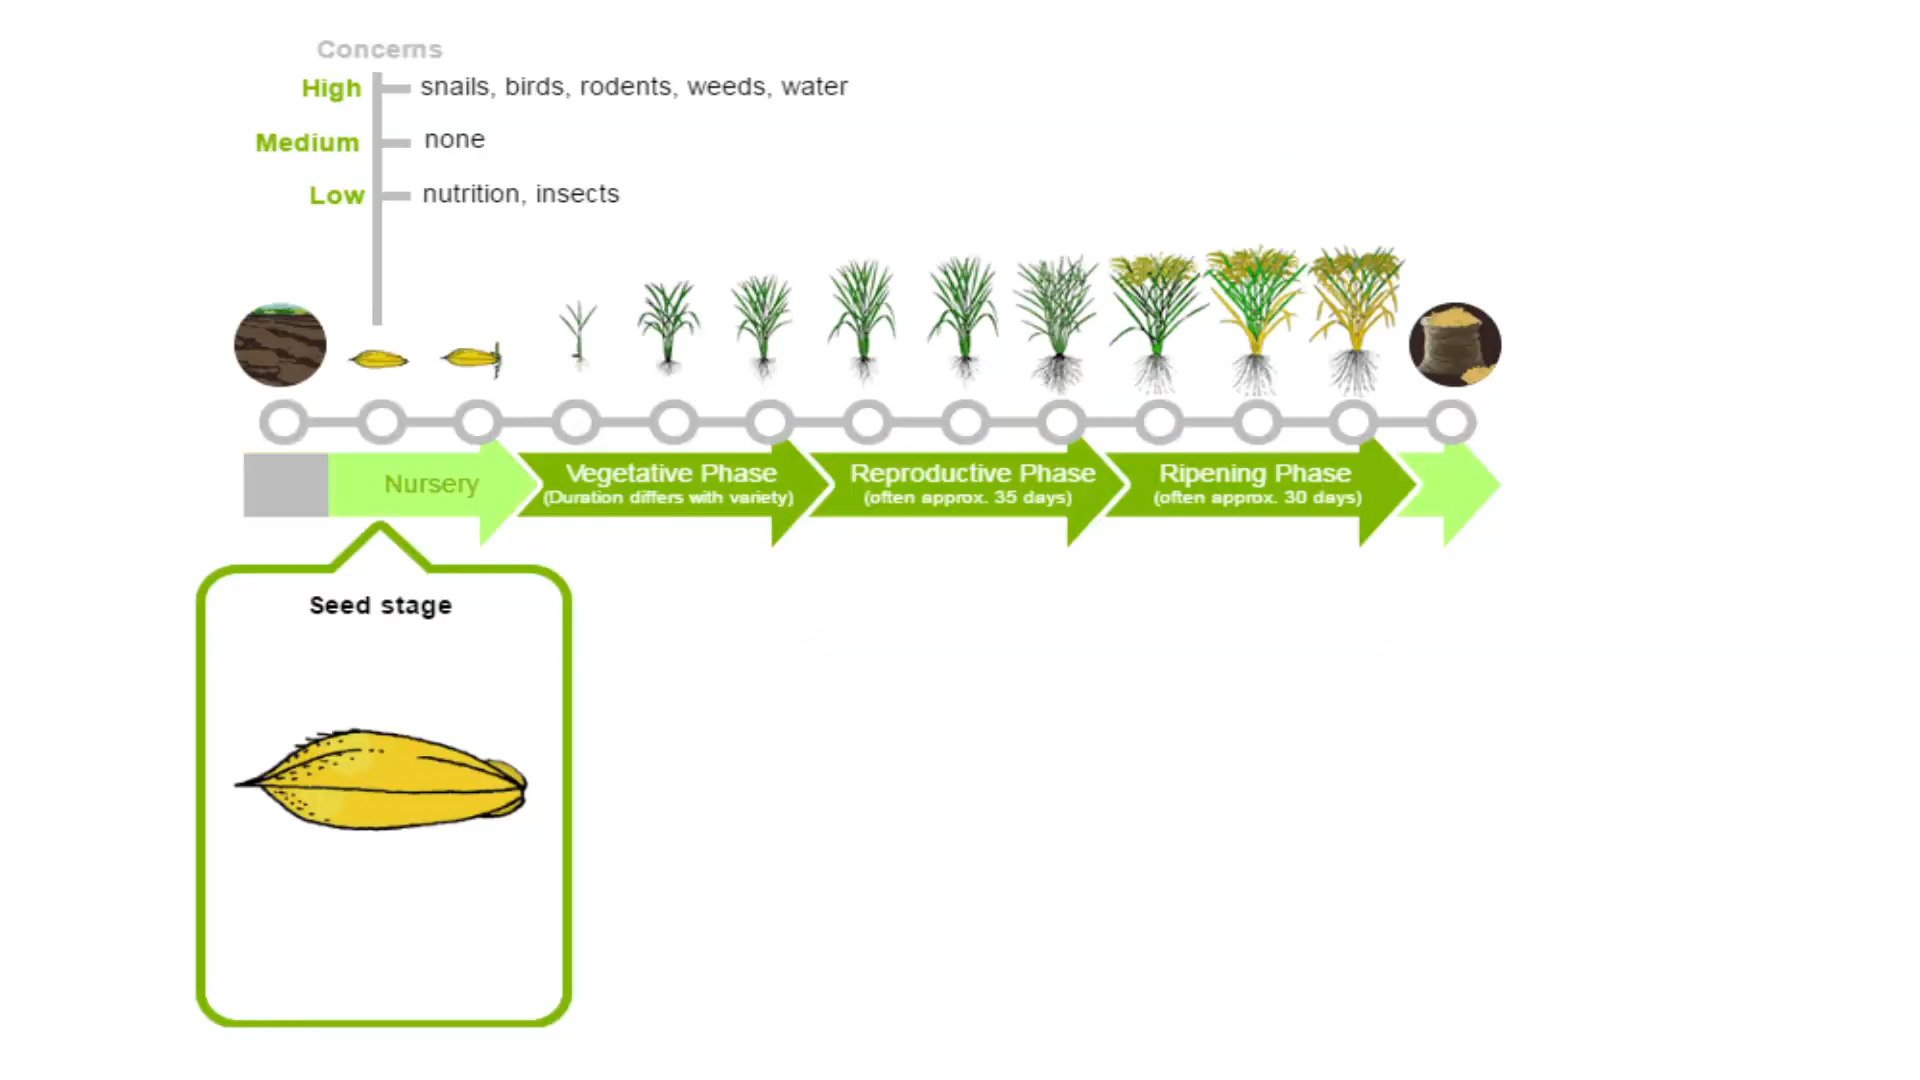 Concerns
High snails, birds, rodents, weeds, water
Medium none
Low nutrition, insects
Nursery
Vegetative Phase
(Duration differs with variety)
Reproductive Phase
(often approx. 35 days)
Ripening Phase
(often approx. 30 days)
Seed stage